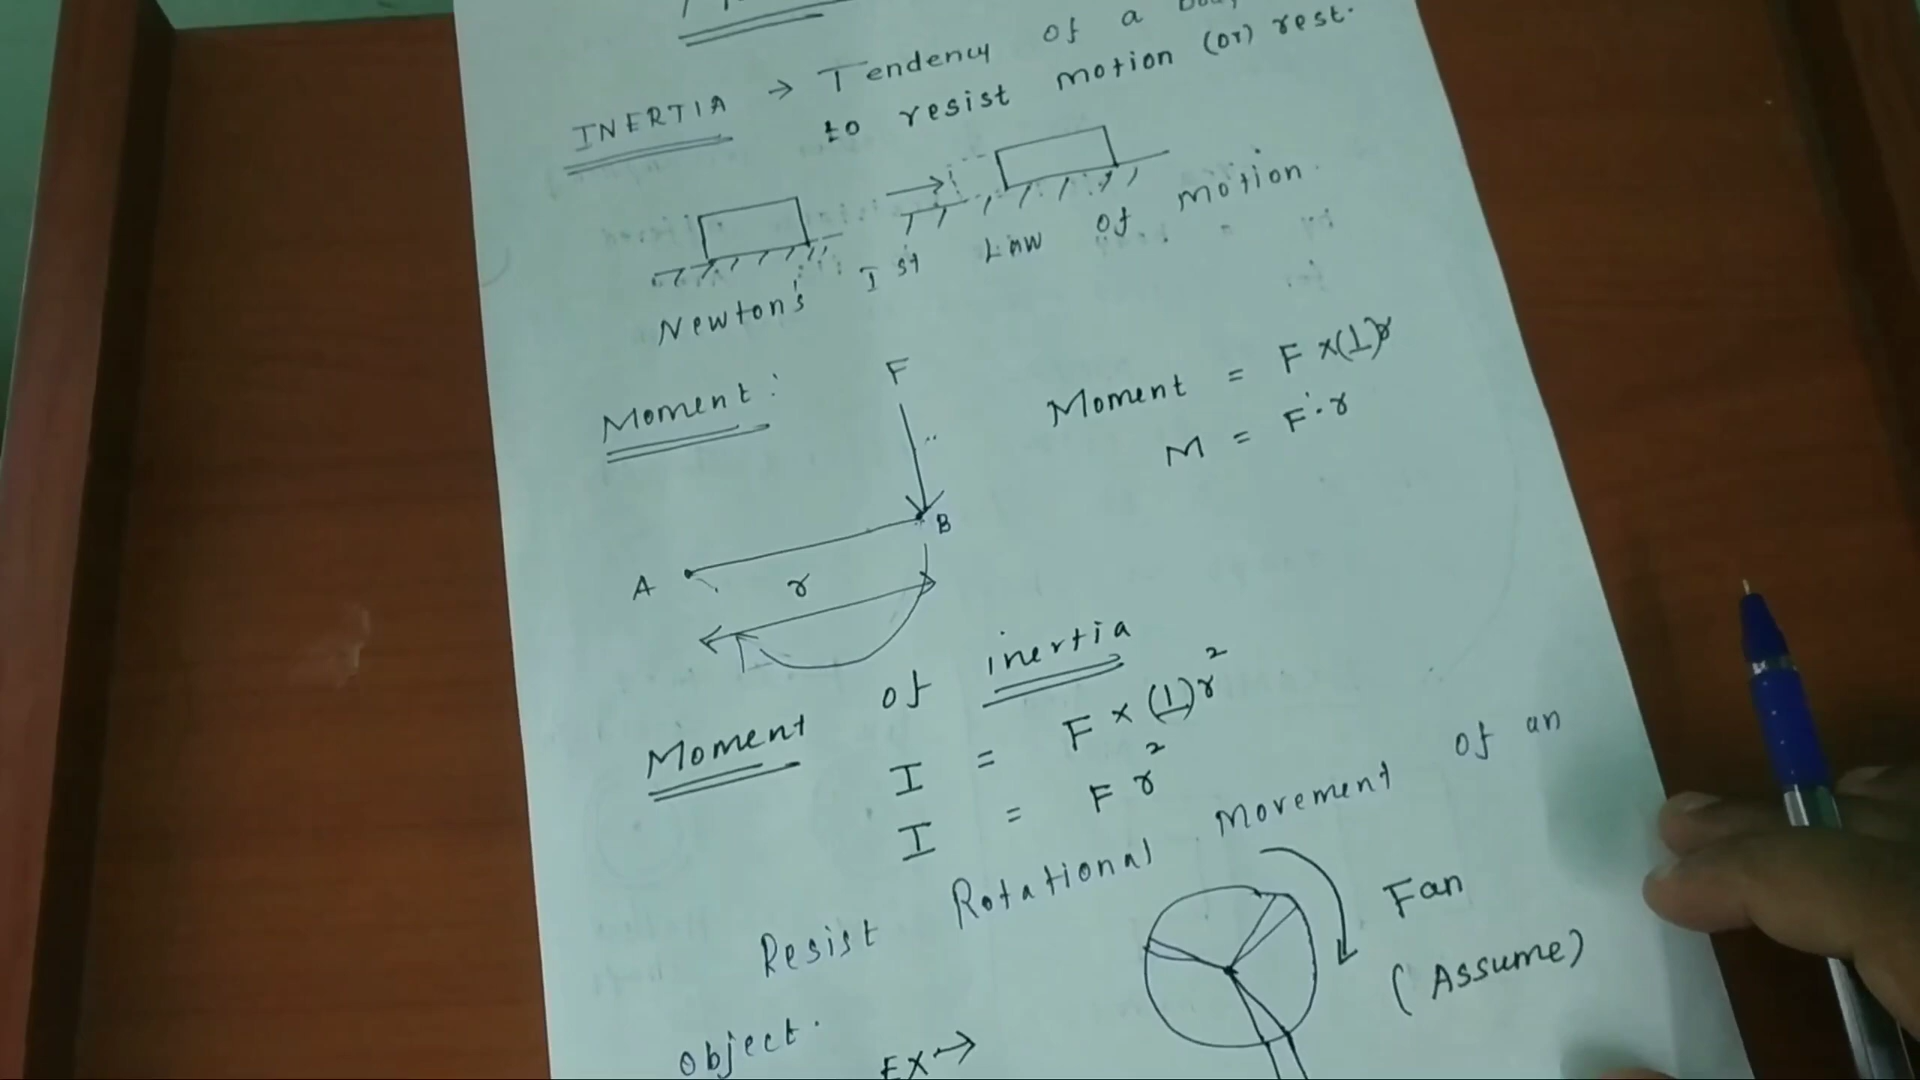 INERTIA → Tendency of a
to resist motion (or) rest.
Newton's Ist Law of motion.
Moment:
F
Moment = F ×(⊥)r
M = F.r
B
A
r
Moment of inertia
I = F × (⊥)r²
I = F r²
Resist Rotational Movement of an
object.
Fan
(Assume)
EX→